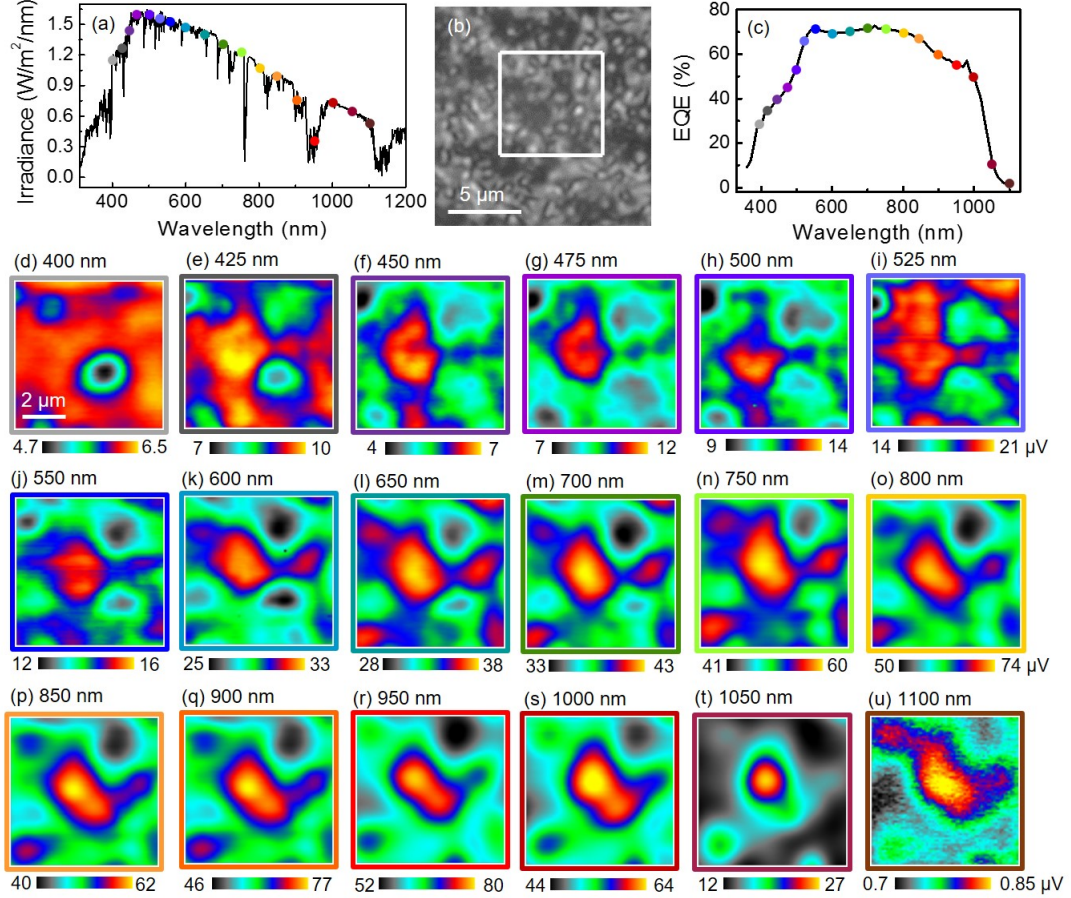 (a)
Irradiance (W/m²/nm)
1.5
1.2
0.9
0.6
0.3
0.0
400 600 800 1000 1200
Wavelength (nm)
(b)
5 µm
(c)
EQE (%)
80
60
40
20
0
400 600 800 1000
Wavelength (nm)
(d) 400 nm (e) 425 nm (f) 450 nm (g) 475 nm (h) 500 nm (i) 525 nm
2 µm
4.7 6.5 7 10 4 7 7 12 9 14 14 21 µV
(j) 550 nm (k) 600 nm (l) 650 nm (m) 700 nm (n) 750 nm (o) 800 nm
12 16 25 33 28 38 33 43 41 60 50 74 µV
(p) 850 nm (q) 900 nm (r) 950 nm (s) 1000 nm (t) 1050 nm (u) 1100 nm
40 62 46 77 52 80 44 64 12 27 0.7 0.85 µV